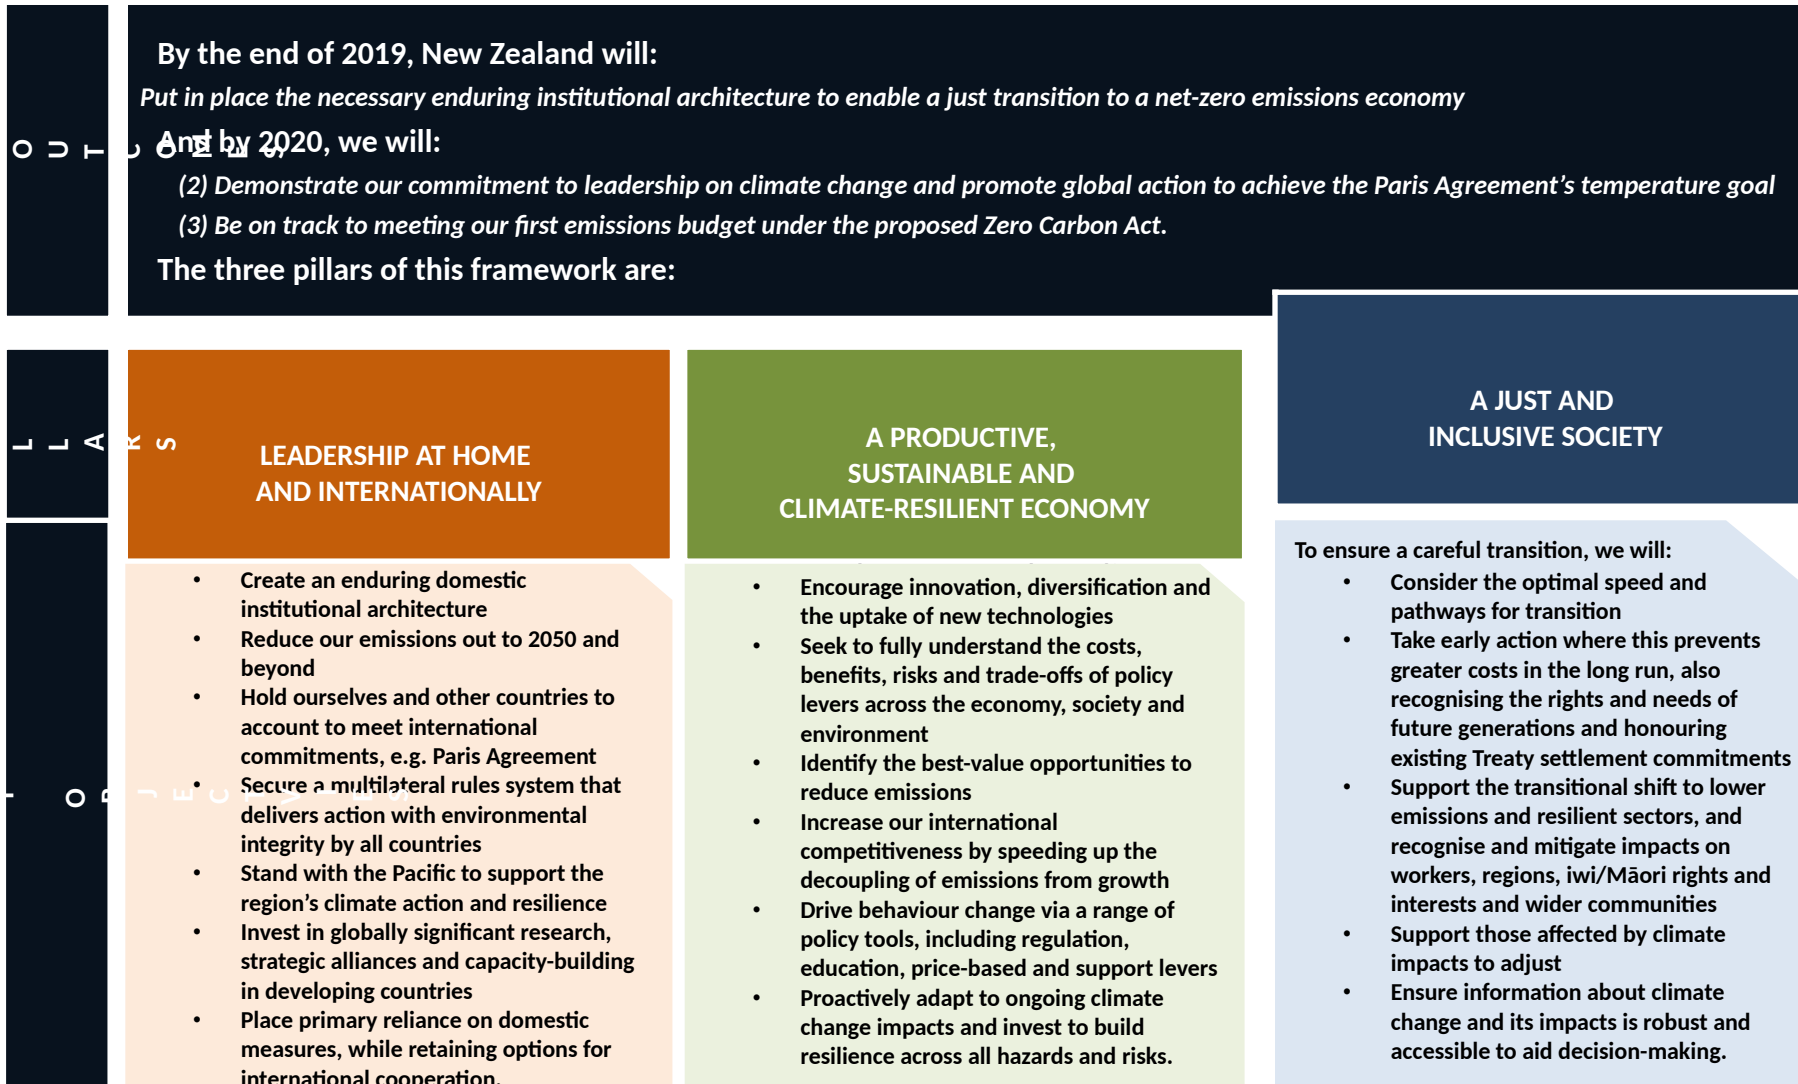 By the end of 2019, New Zealand will:
Put in place the necessary enduring institutional architecture to enable a just transition to a net-zero emissions economy
And by 2020, we will:
(2) Demonstrate our commitment to leadership on climate change and promote global action to achieve the Paris Agreement’s temperature goal
(3) Be on track to meeting our first emissions budget under the proposed Zero Carbon Act.
The three pillars of this framework are:
OUTCOMES
LLARS
LEADERSHIP AT HOME
AND INTERNATIONALLY
A PRODUCTIVE,
SUSTAINABLE AND
CLIMATE-RESILIENT ECONOMY
A JUST AND
INCLUSIVE SOCIETY
OBJECTIVES
• Create an enduring domestic
institutional architecture
• Reduce our emissions out to 2050 and
beyond
• Hold ourselves and other countries to
account to meet international
commitments, e.g. Paris Agreement
• Secure a multilateral rules system that
delivers action with environmental
integrity by all countries
• Stand with the Pacific to support the
region’s climate action and resilience
• Invest in globally significant research,
strategic alliances and capacity-building
in developing countries
• Place primary reliance on domestic
measures, while retaining options for
international cooperation.
• Encourage innovation, diversification and
the uptake of new technologies
• Seek to fully understand the costs,
benefits, risks and trade-offs of policy
levers across the economy, society and
environment
• Identify the best-value opportunities to
reduce emissions
• Increase our international
competitiveness by speeding up the
decoupling of emissions from growth
• Drive behaviour change via a range of
policy tools, including regulation,
education, price-based and support levers
• Proactively adapt to ongoing climate
change impacts and invest to build
resilience across all hazards and risks.
To ensure a careful transition, we will:
• Consider the optimal speed and
pathways for transition
• Take early action where this prevents
greater costs in the long run, also
recognising the rights and needs of
future generations and honouring
existing Treaty settlement commitments
• Support the transitional shift to lower
emissions and resilient sectors, and
recognise and mitigate impacts on
workers, regions, iwi/Māori rights and
interests and wider communities
• Support those affected by climate
impacts to adjust
• Ensure information about climate
change and its impacts is robust and
accessible to aid decision-making.